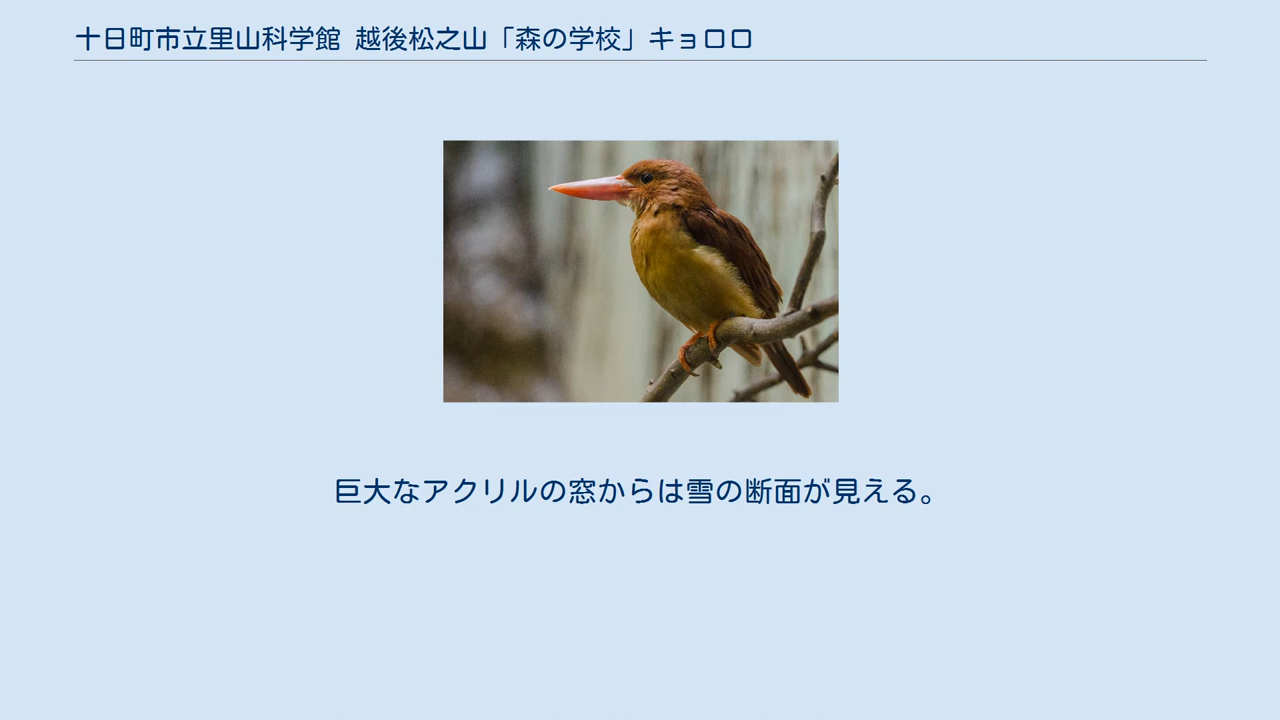 十日町市立里山科学館 越後松之山「森の学校」キョロロ
巨大なアクリルの窓からは雪の断面が見える。